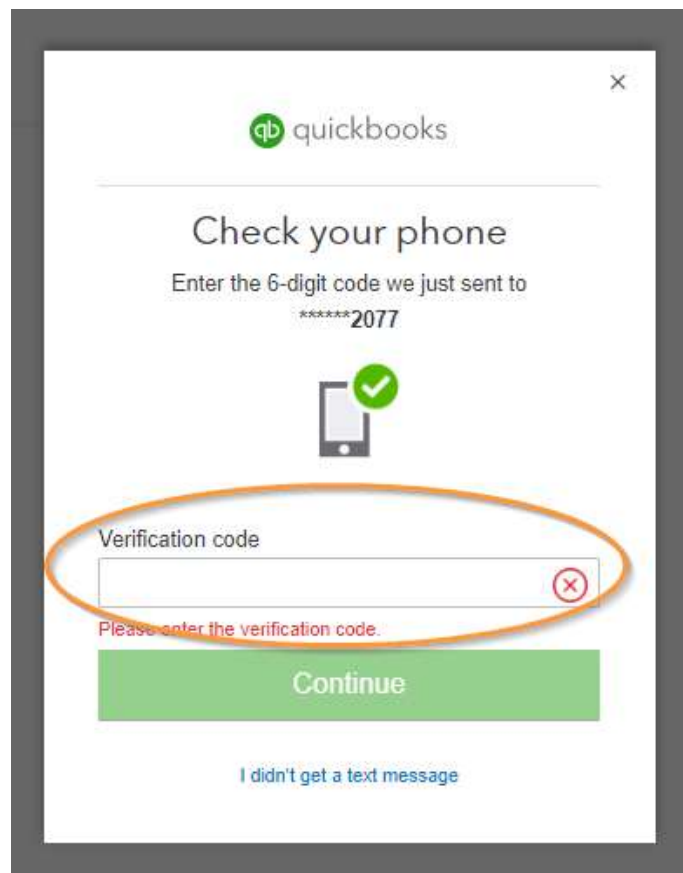 ×
qb quickbooks
Check your phone
Enter the 6-digit code we just sent to
******2077
Verification code
Please enter the verification code.
Continue
I didn't get a text message